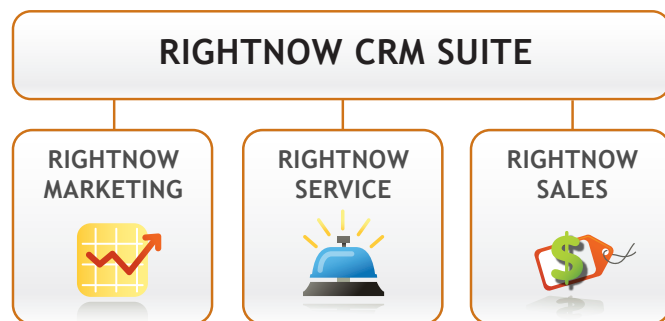 RIGHTNOW CRM SUITE
RIGHTNOW
MARKETING
RIGHTNOW
SERVICE
RIGHTNOW
SALES
$